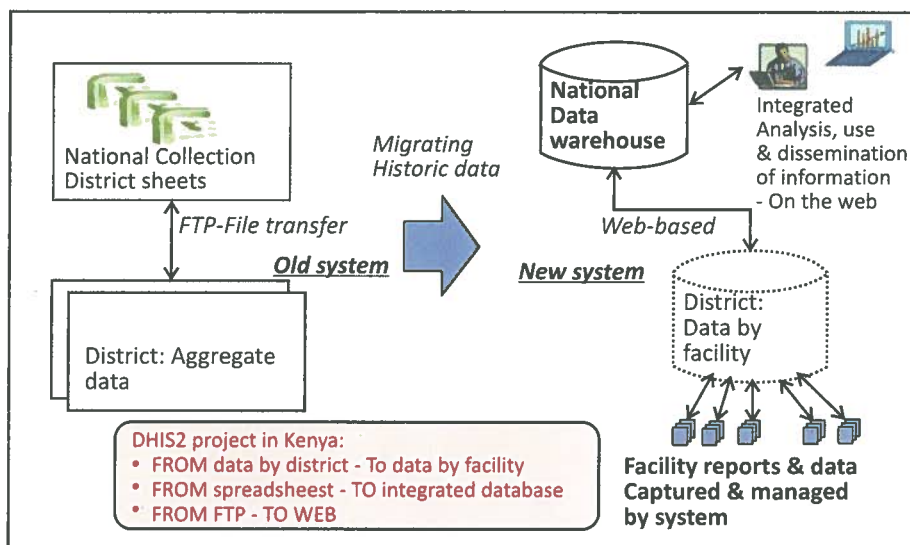 National Collection
District sheets
FTP-File transfer
Old system
District: Aggregate
data
Migrating
Historic data
National
Data
warehouse
Integrated
Analysis, use
& dissemination
of information
- On the web
Web-based
New system
District:
Data by
facility
Facility reports & data
Captured & managed
by system
DHIS2 project in Kenya:
• FROM data by district - To data by facility
• FROM spreadsheest - TO integrated database
• FROM FTP - TO WEB